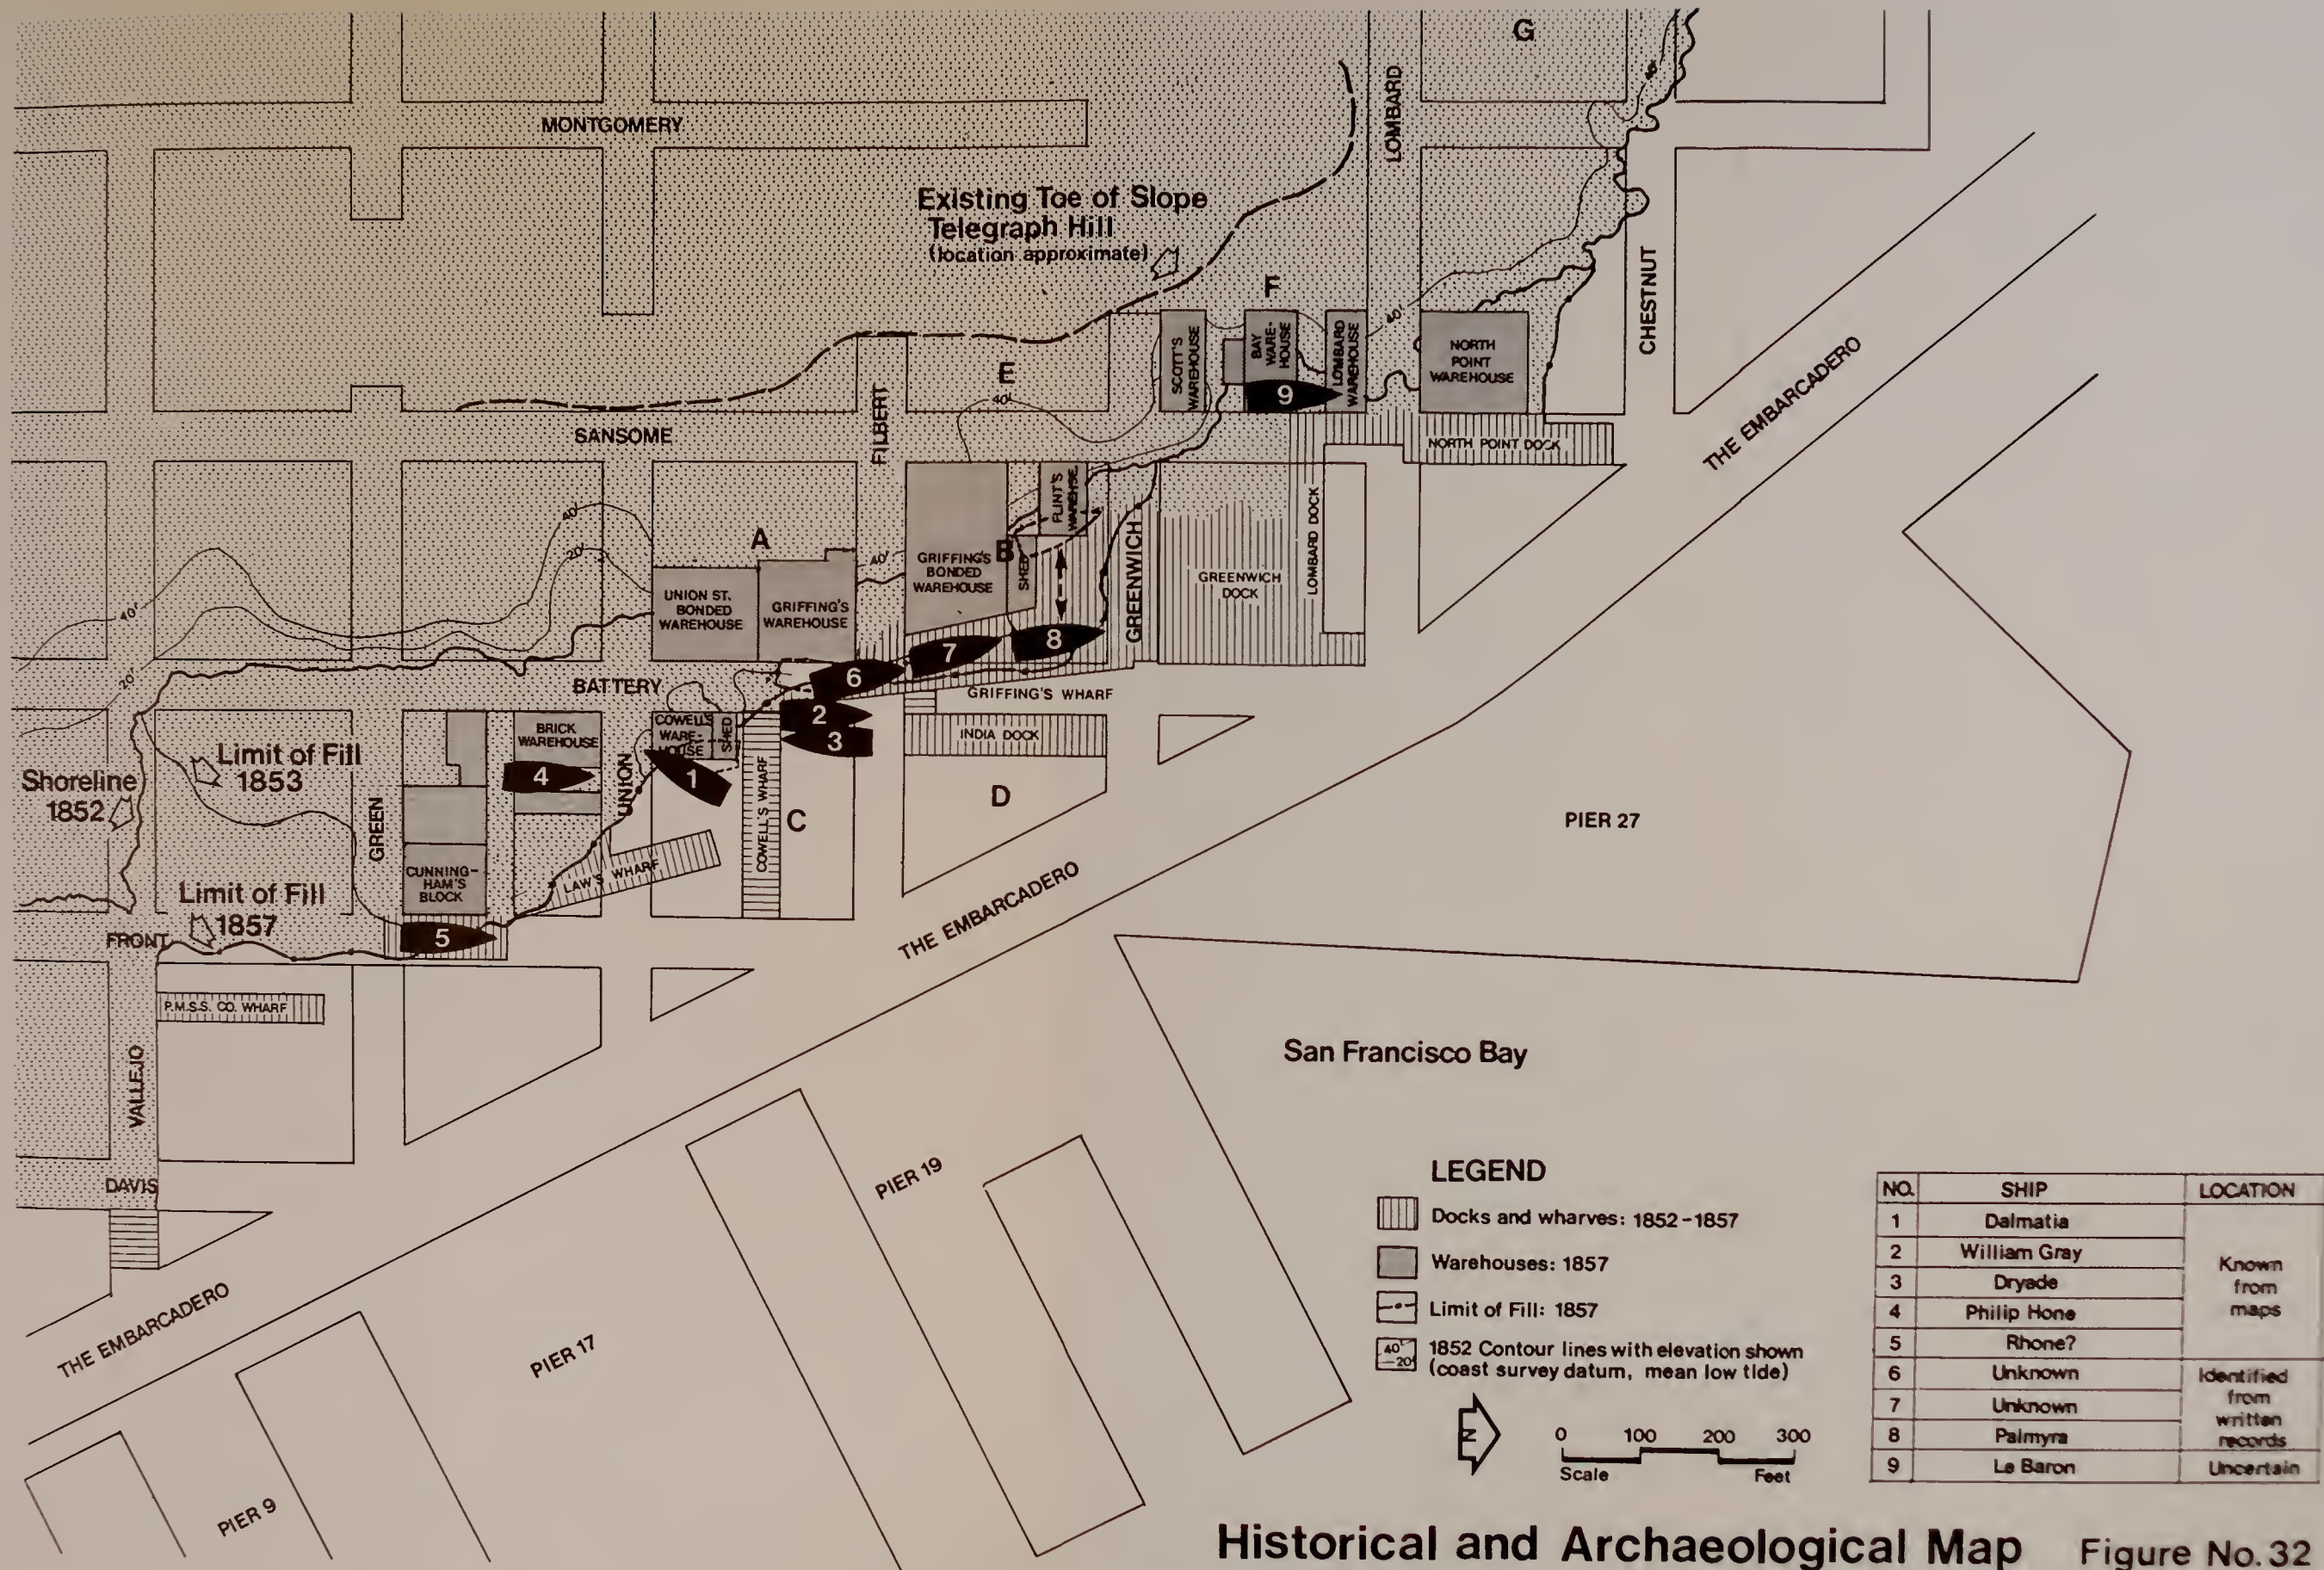 G
MONTGOMERY
LOMBARD
40'
Existing Toe of Slope
Telegraph Hill
(location approximate)
CHESTNUT
F
SCOTT'S
WAREHOUSE
BAY
WARE-
HOUSE
LOMBARD
WAREHOUSE
40'
NORTH
POINT
WAREHOUSE
9
THE EMBARCADERO
E
40'
FILBERT
SANSOME
NORTH POINT DOCK
FLINT'S
WAREHSE.
40'
20'
A
40'
GRIFFING'S
BONDED
WAREHOUSE
B
SHED
GREENWICH
GREENWICH
DOCK
LOMBARD DOCK
UNION ST.
BONDED
WAREHOUSE
GRIFFING'S
WAREHOUSE
40'
20'
8
7
6
BATTERY
GRIFFING'S WHARF
2
3
INDIA DOCK
COWELL'S
WARE-
HOUSE
SHED
BRICK
WAREHOUSE
4
1
UNION
COWELL'S WHARF
C
D
Limit of Fill
1853
Shoreline
1852
GREEN
PIER 27
LAW'S WHARF
CUNNING-
HAM'S
BLOCK
Limit of Fill
1857
FRONT
5
THE EMBARCADERO
P.M.S.S. CO. WHARF
VALLEJO
San Francisco Bay
DAVIS
PIER 19
THE EMBARCADERO
PIER 17
PIER 9
LEGEND
Docks and wharves: 1852-1857
Warehouses: 1857
Limit of Fill: 1857
40'
20'
1852 Contour lines with elevation shown
(coast survey datum, mean low tide)
N
0 100 200 300
Scale Feet
NO. SHIP LOCATION
1 Dalmatia
2 William Gray
3 Dryade
4 Philip Hone
5 Rhone?
Known
from
maps
6 Unknown
7 Unknown
8 Palmyra
Identified
from
written
records
9 Le Baron Uncertain
Historical and Archaeological Map Figure No. 32